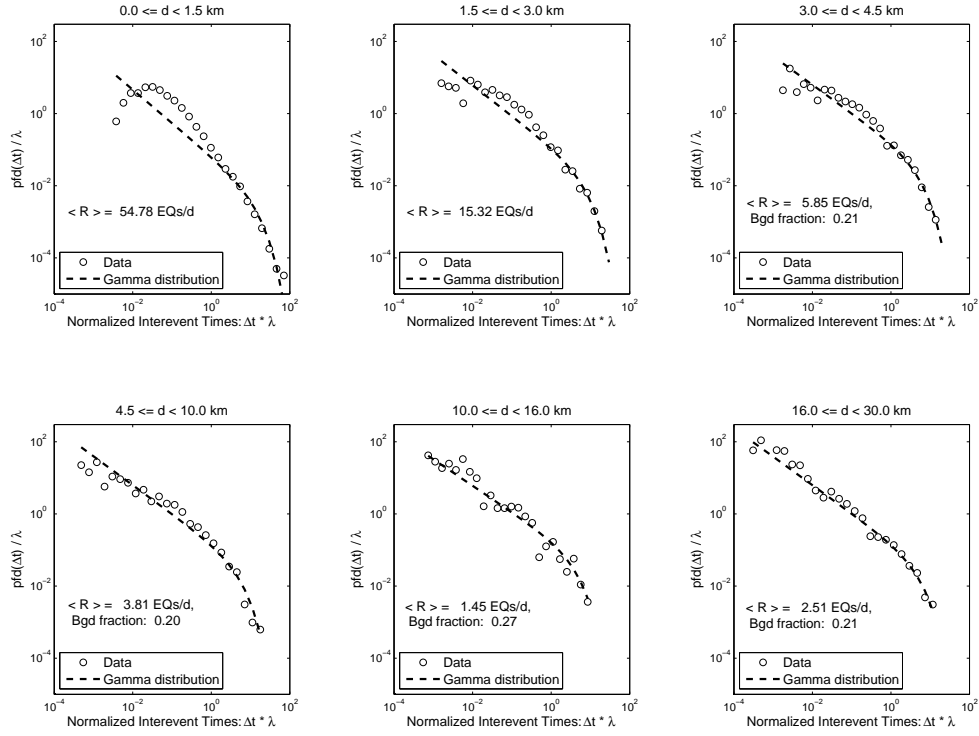 0.0 <= d < 1.5 km
10^2
10^0
10^−2
10^−4
pfd(Δt) / λ
< R > = 54.78 EQs/d
Data
Gamma distribution
10^−4 10^−2 10^0 10^2
Normalized Interevent Times: Δt * λ
1.5 <= d < 3.0 km
10^2
10^0
10^−2
10^−4
pfd(Δt) / λ
< R > = 15.32 EQs/d
Data
Gamma distribution
10^−4 10^−2 10^0 10^2
Normalized Interevent Times: Δt * λ
3.0 <= d < 4.5 km
10^2
10^0
10^−2
10^−4
pfd(Δt) / λ
< R > = 5.85 EQs/d,
Bgd fraction: 0.21
Data
Gamma distribution
10^−4 10^−2 10^0 10^2
Normalized Interevent Times: Δt * λ
4.5 <= d < 10.0 km
10^2
10^0
10^−2
10^−4
pfd(Δt) / λ
< R > = 3.81 EQs/d,
Bgd fraction: 0.20
Data
Gamma distribution
10^−4 10^−2 10^0 10^2
Normalized Interevent Times: Δt * λ
10.0 <= d < 16.0 km
10^2
10^0
10^−2
10^−4
pfd(Δt) / λ
< R > = 1.45 EQs/d,
Bgd fraction: 0.27
Data
Gamma distribution
10^−4 10^−2 10^0 10^2
Normalized Interevent Times: Δt * λ
16.0 <= d < 30.0 km
10^2
10^0
10^−2
10^−4
pfd(Δt) / λ
< R > = 2.51 EQs/d,
Bgd fraction: 0.21
Data
Gamma distribution
10^−4 10^−2 10^0 10^2
Normalized Interevent Times: Δt * λ